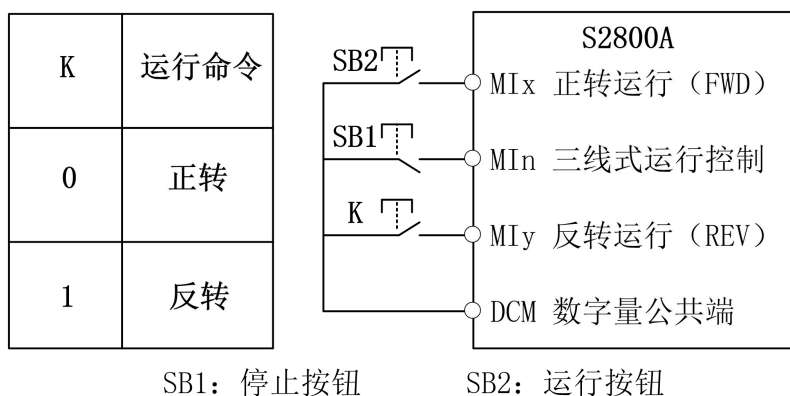 K 运行命令
0 正转
1 反转
S2800A
SB2 MIx 正转运行（FWD）
SB1 MIn 三线式运行控制
K MIy 反转运行（REV）
DCM 数字量公共端
SB1：停止按钮 SB2：运行按钮